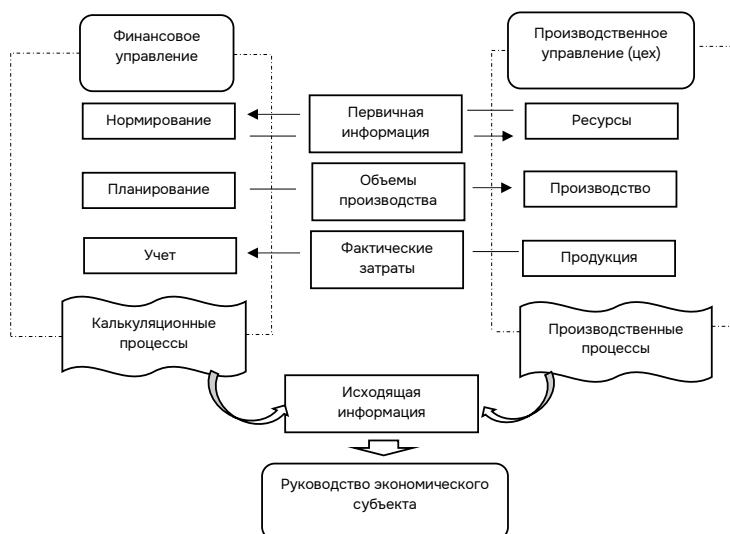 Финансовое
управление
Производственное
управление (цех)
Нормирование
Первичная
информация
Ресурсы
Планирование
Объемы
производства
Производство
Учет
Фактические
затраты
Продукция
Калькуляционные
процессы
Производственные
процессы
Исходящая
информация
Руководство экономического
субъекта